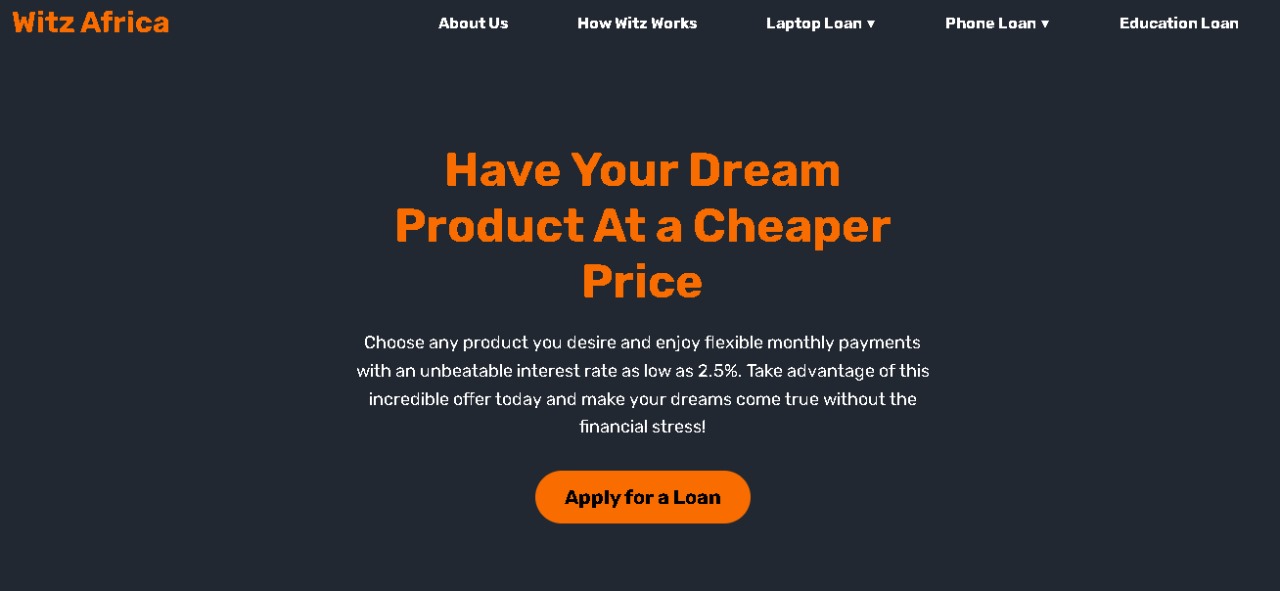 Witz Africa
About Us
How Witz Works
Laptop Loan ▾
Phone Loan ▾
Education Loan
Have Your Dream
Product At a Cheaper
Price
Choose any product you desire and enjoy flexible monthly payments
with an unbeatable interest rate as low as 2.5%. Take advantage of this
incredible offer today and make your dreams come true without the
financial stress!
Apply for a Loan